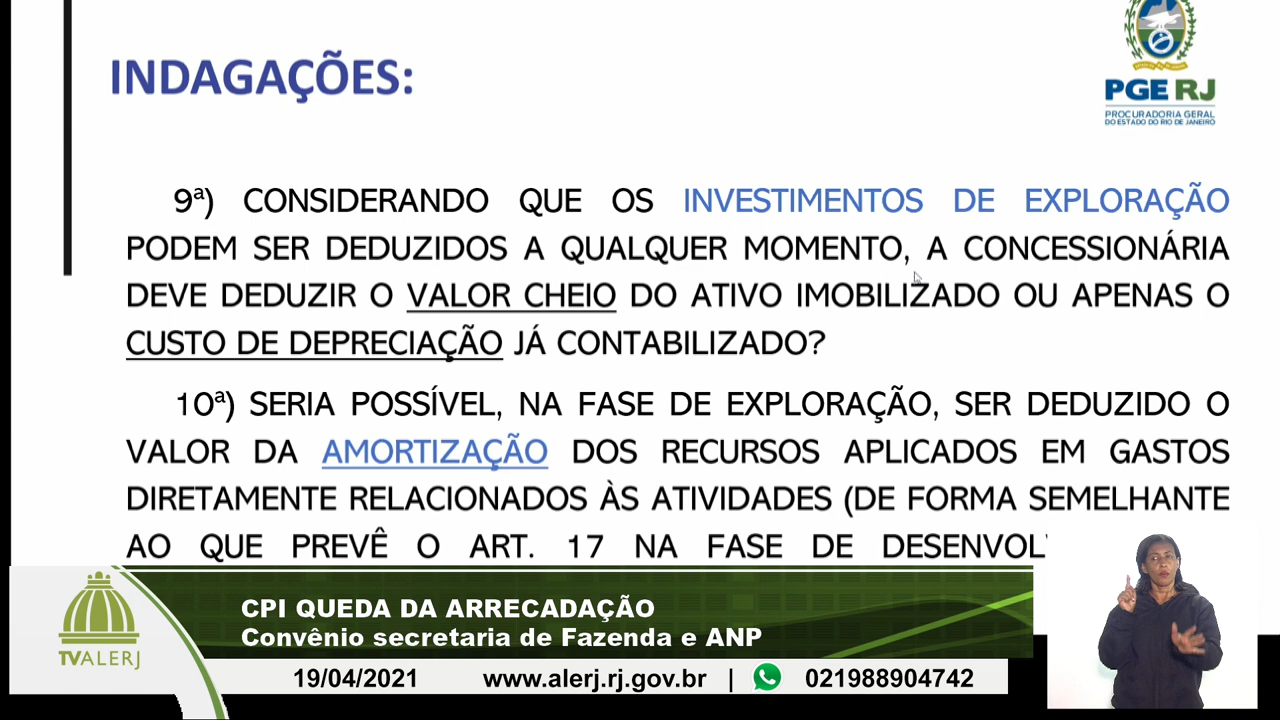 INDAGAÇÕES:
PGE RJ
PROCURADORIA GERAL
DO ESTADO DO RIO DE JANEIRO
9ª) CONSIDERANDO QUE OS INVESTIMENTOS DE EXPLORAÇÃO
PODEM SER DEDUZIDOS A QUALQUER MOMENTO, A CONCESSIONÁRIA
DEVE DEDUZIR O VALOR CHEIO DO ATIVO IMOBILIZADO OU APENAS O
CUSTO DE DEPRECIAÇÃO JÁ CONTABILIZADO?
10ª) SERIA POSSÍVEL, NA FASE DE EXPLORAÇÃO, SER DEDUZIDO O
VALOR DA AMORTIZAÇÃO DOS RECURSOS APLICADOS EM GASTOS
DIRETAMENTE RELACIONADOS ÀS ATIVIDADES (DE FORMA SEMELHANTE
AO QUE PREVÊ O ART. 17 NA FASE DE
CPI QUEDA DA ARRECADAÇÃO
Convênio secretaria de Fazenda e ANP
TVALERJ
19/04/2021 www.alerj.rj.gov.br | 021988904742